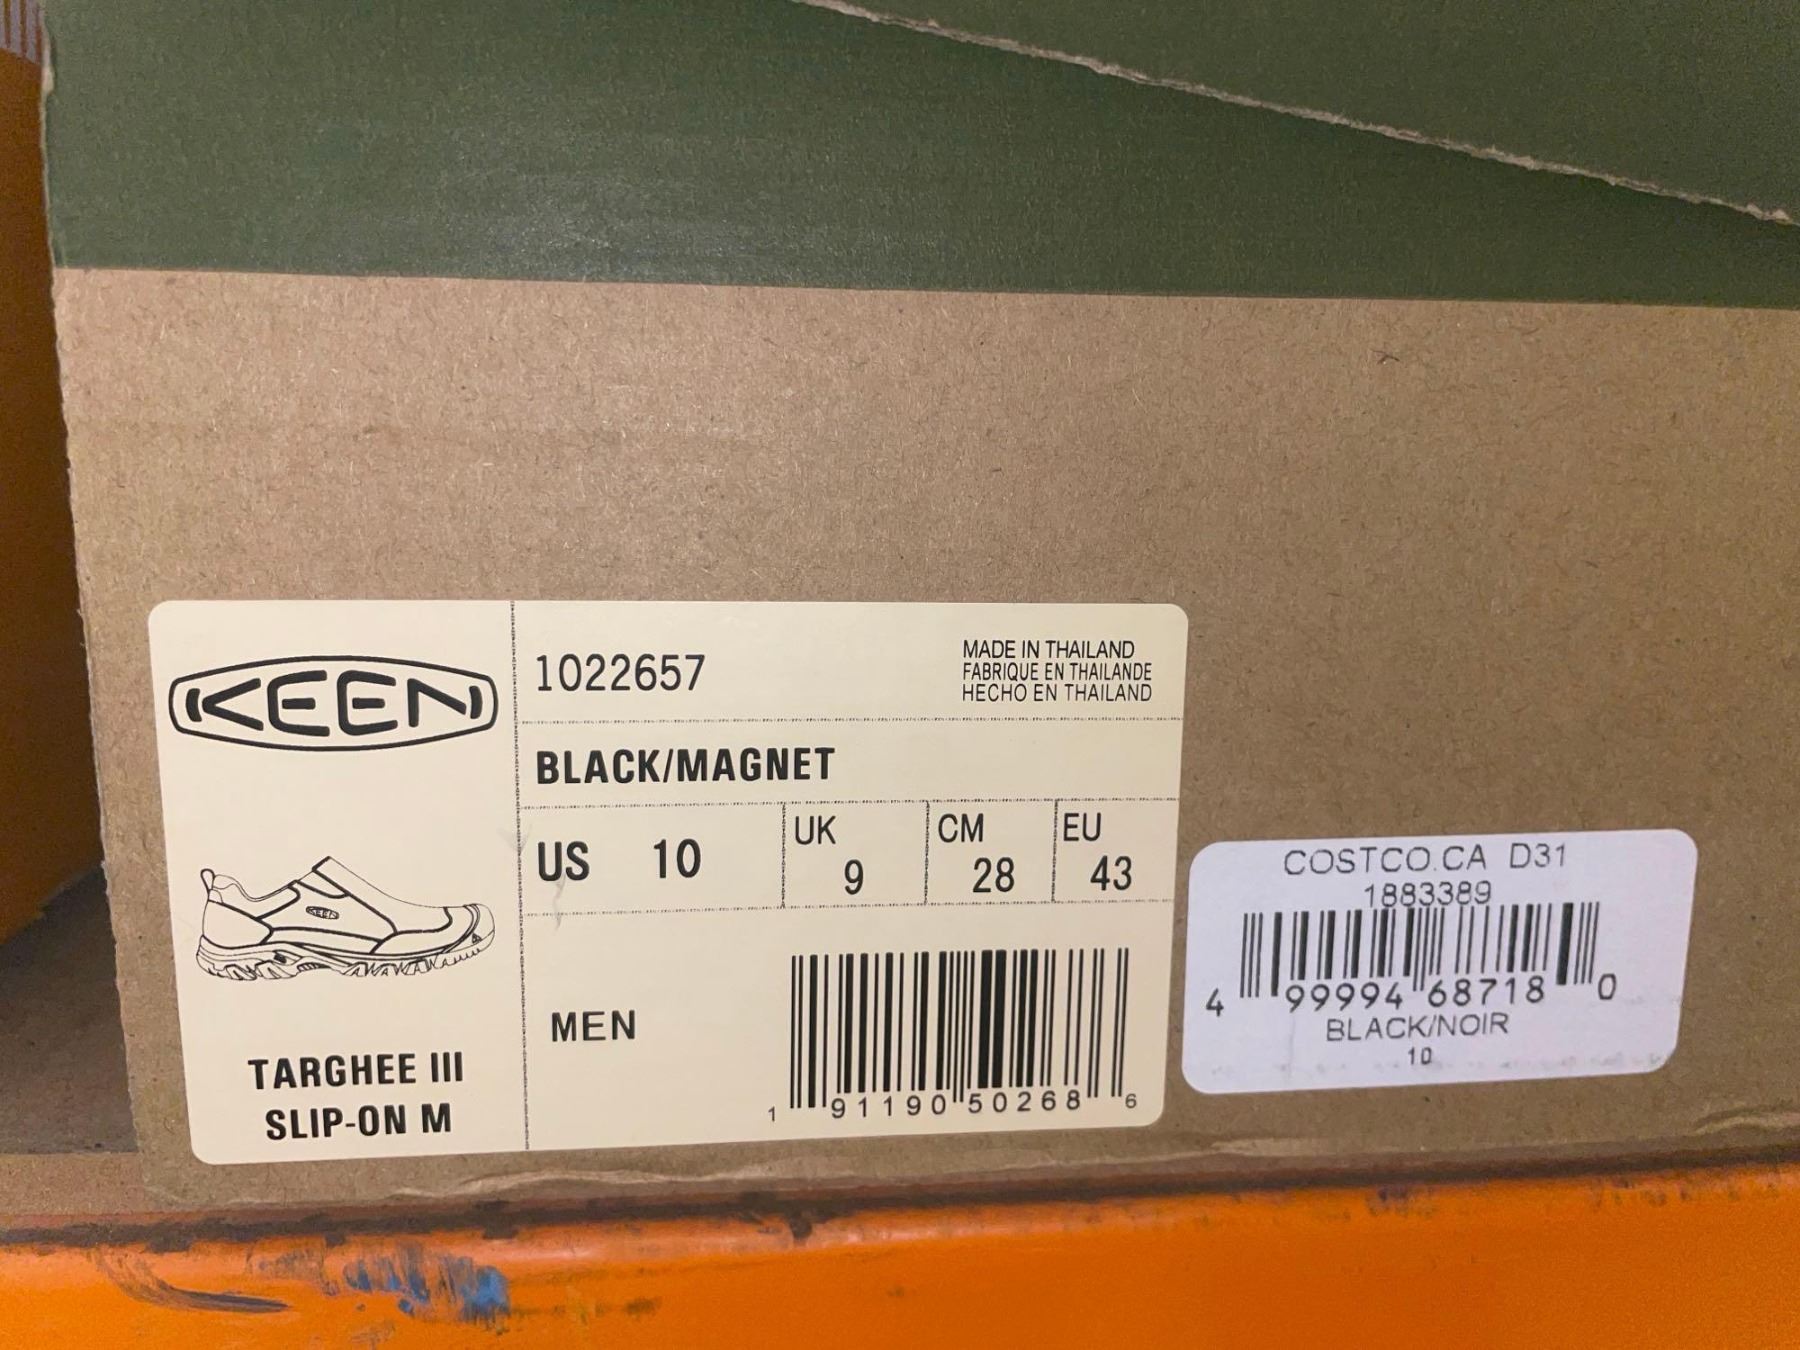 KEEN
TARGHEE III
SLIP-ON M
1022657
MADE IN THAILAND
FABRIQUE EN THAILANDE
HECHO EN THAILAND
BLACK/MAGNET
US 10
UK 9
CM 28
EU 43
MEN
1 91190 50268 6
COSTCO.CA D31
1883389
4 99994 68718 0
BLACK/NOIR
10
KEEN